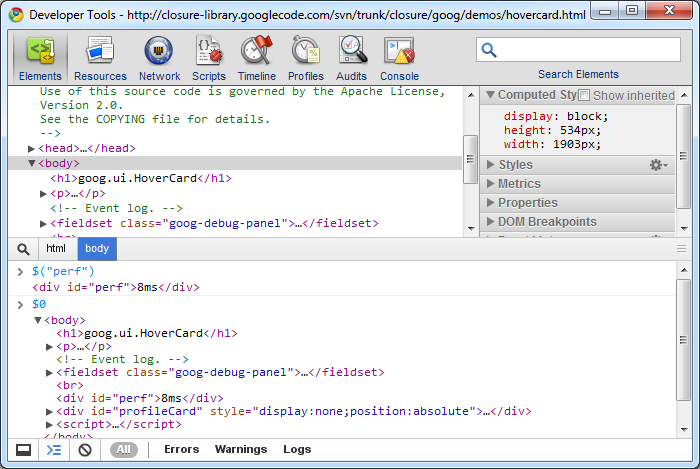 Developer Tools - http://closure-library.googlecode.com/svn/trunk/closure/goog/demos/hovercard.html
Elements Resources Network Scripts Timeline Profiles Audits Console
Search Elements
Use of this source code is governed by the Apache License,
Version 2.0.
See the COPYING file for details.
-->
<head>…</head>
<body>
<h1>goog.ui.HoverCard</h1>
<p>…</p>
<!-- Event log. -->
<fieldset class="goog-debug-panel">…</fieldset>
<br>
Computed Sty Show inherited
display: block;
height: 534px;
width: 1903px;
Styles
Metrics
Properties
DOM Breakpoints
html body
> $("perf")
<div id="perf">8ms</div>
> $0
<body>
<h1>goog.ui.HoverCard</h1>
<p>…</p>
<!-- Event log. -->
<fieldset class="goog-debug-panel">…</fieldset>
<br>
<div id="perf">8ms</div>
<div id="profileCard" style="display:none;position:absolute">…</div>
<script>…</script>
</body>
All Errors Warnings Logs